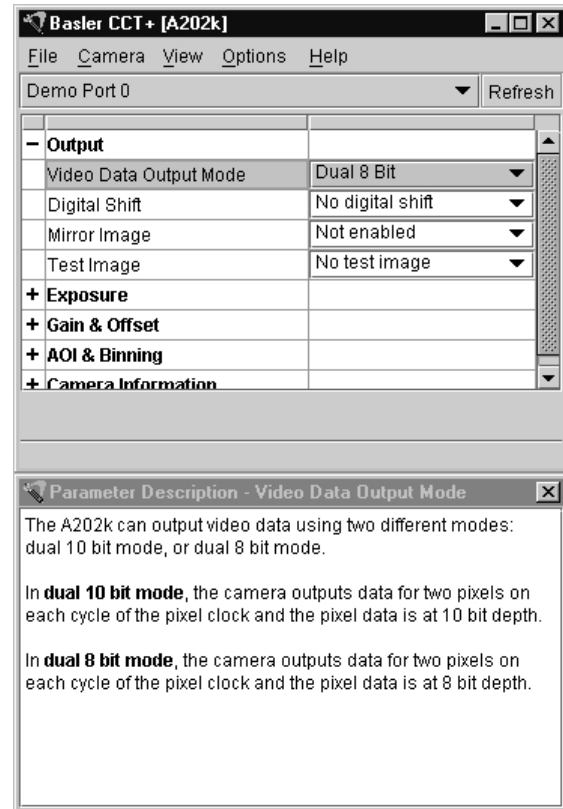 Basler CCT+ [A202k]
File Camera View Options Help
Demo Port 0 Refresh
− Output
Video Data Output Mode Dual 8 Bit
Digital Shift No digital shift
Mirror Image Not enabled
Test Image No test image
+ Exposure
+ Gain & Offset
+ AOI & Binning
+ Camera Information
Parameter Description - Video Data Output Mode
The A202k can output video data using two different modes:
dual 10 bit mode, or dual 8 bit mode.
In dual 10 bit mode, the camera outputs data for two pixels on
each cycle of the pixel clock and the pixel data is at 10 bit depth.
In dual 8 bit mode, the camera outputs data for two pixels on
each cycle of the pixel clock and the pixel data is at 8 bit depth.